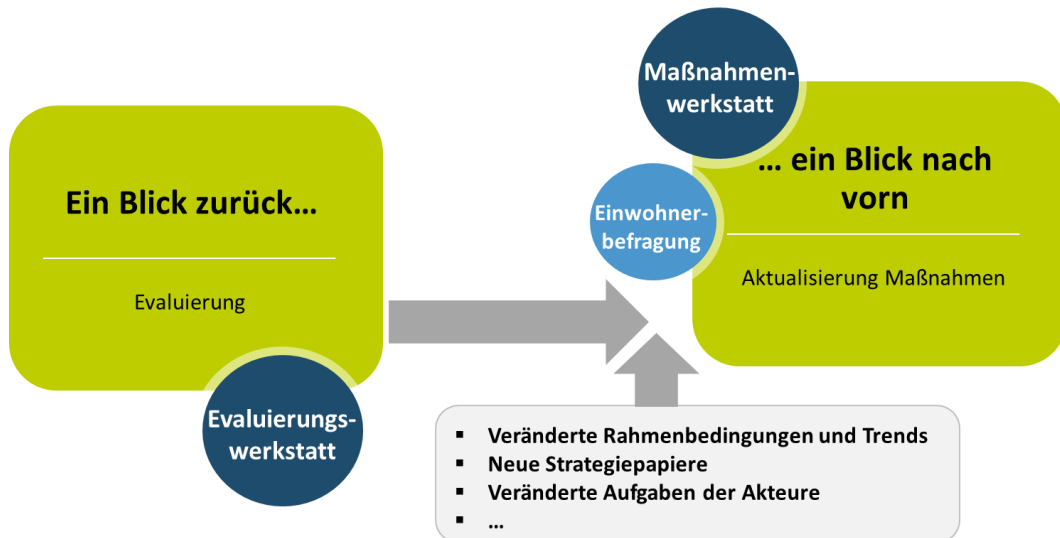 Ein Blick zurück…
Evaluierung
Evaluierungs-
werkstatt
Maßnahmen-
werkstatt
Einwohner-
befragung
… ein Blick nach
vorn
Aktualisierung Maßnahmen
▪ Veränderte Rahmenbedingungen und Trends
▪ Neue Strategiepapiere
▪ Veränderte Aufgaben der Akteure
▪ …